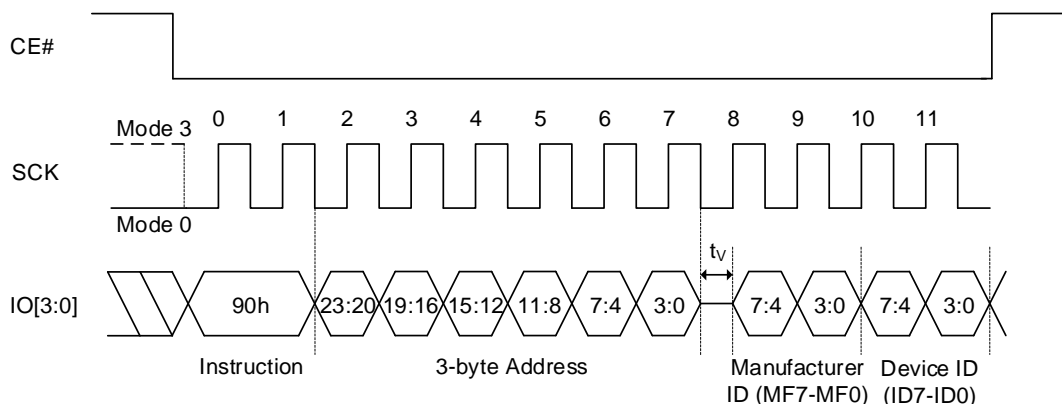 CE#
0 1 2 3 4 5 6 7 8 9 10 11
Mode 3
SCK
Mode 0
tV
IO[3:0] 90h 23:20 19:16 15:12 11:8 7:4 3:0 7:4 3:0 7:4 3:0
Instruction 3-byte Address Manufacturer Device ID
ID (MF7-MF0) (ID7-ID0)